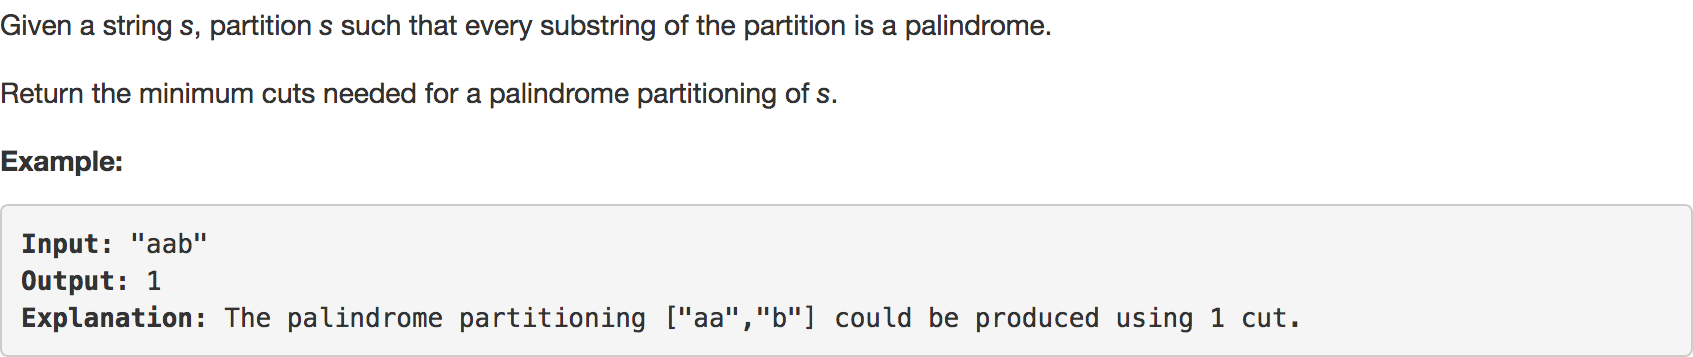 Given a string s, partition s such that every substring of the partition is a palindrome.
Return the minimum cuts needed for a palindrome partitioning of s.
Example:
Input: "aab"
Output: 1
Explanation: The palindrome partitioning ["aa","b"] could be produced using 1 cut.